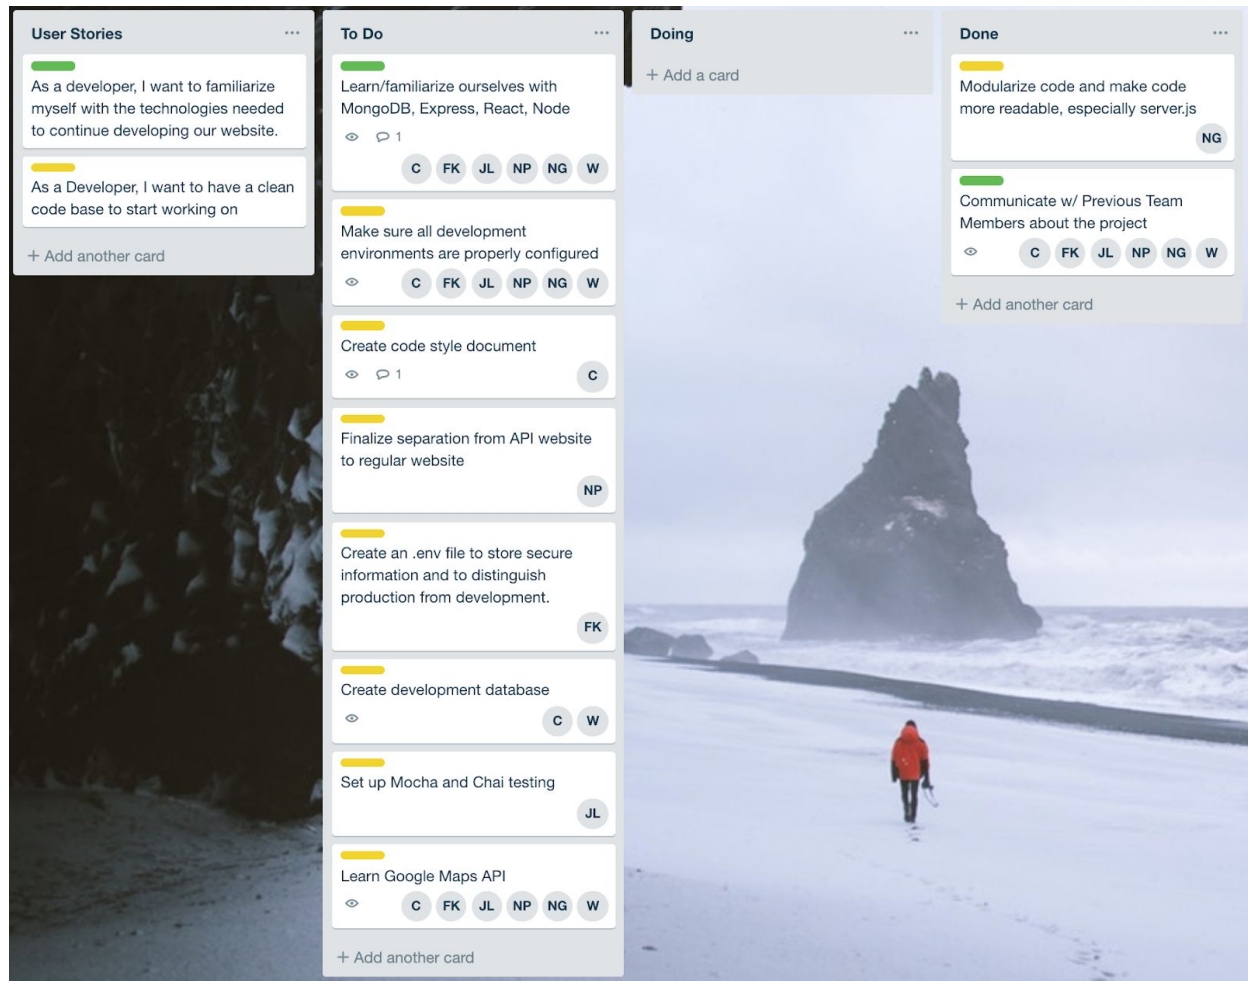 User Stories
As a developer, I want to familiarize
myself with the technologies needed
to continue developing our website.
As a Developer, I want to have a clean
code base to start working on
+ Add another card
To Do
Learn/familiarize ourselves with
MongoDB, Express, React, Node
1
C FK JL NP NG W
Make sure all development
environments are properly configured
C FK JL NP NG W
Create code style document
1
C
Finalize separation from API website
to regular website
NP
Create an .env file to store secure
information and to distinguish
production from development.
FK
Create development database
C W
Set up Mocha and Chai testing
JL
Learn Google Maps API
C FK JL NP NG W
+ Add another card
Doing
+ Add a card
Done
Modularize code and make code
more readable, especially server.js
NG
Communicate w/ Previous Team
Members about the project
C FK JL NP NG W
+ Add another card